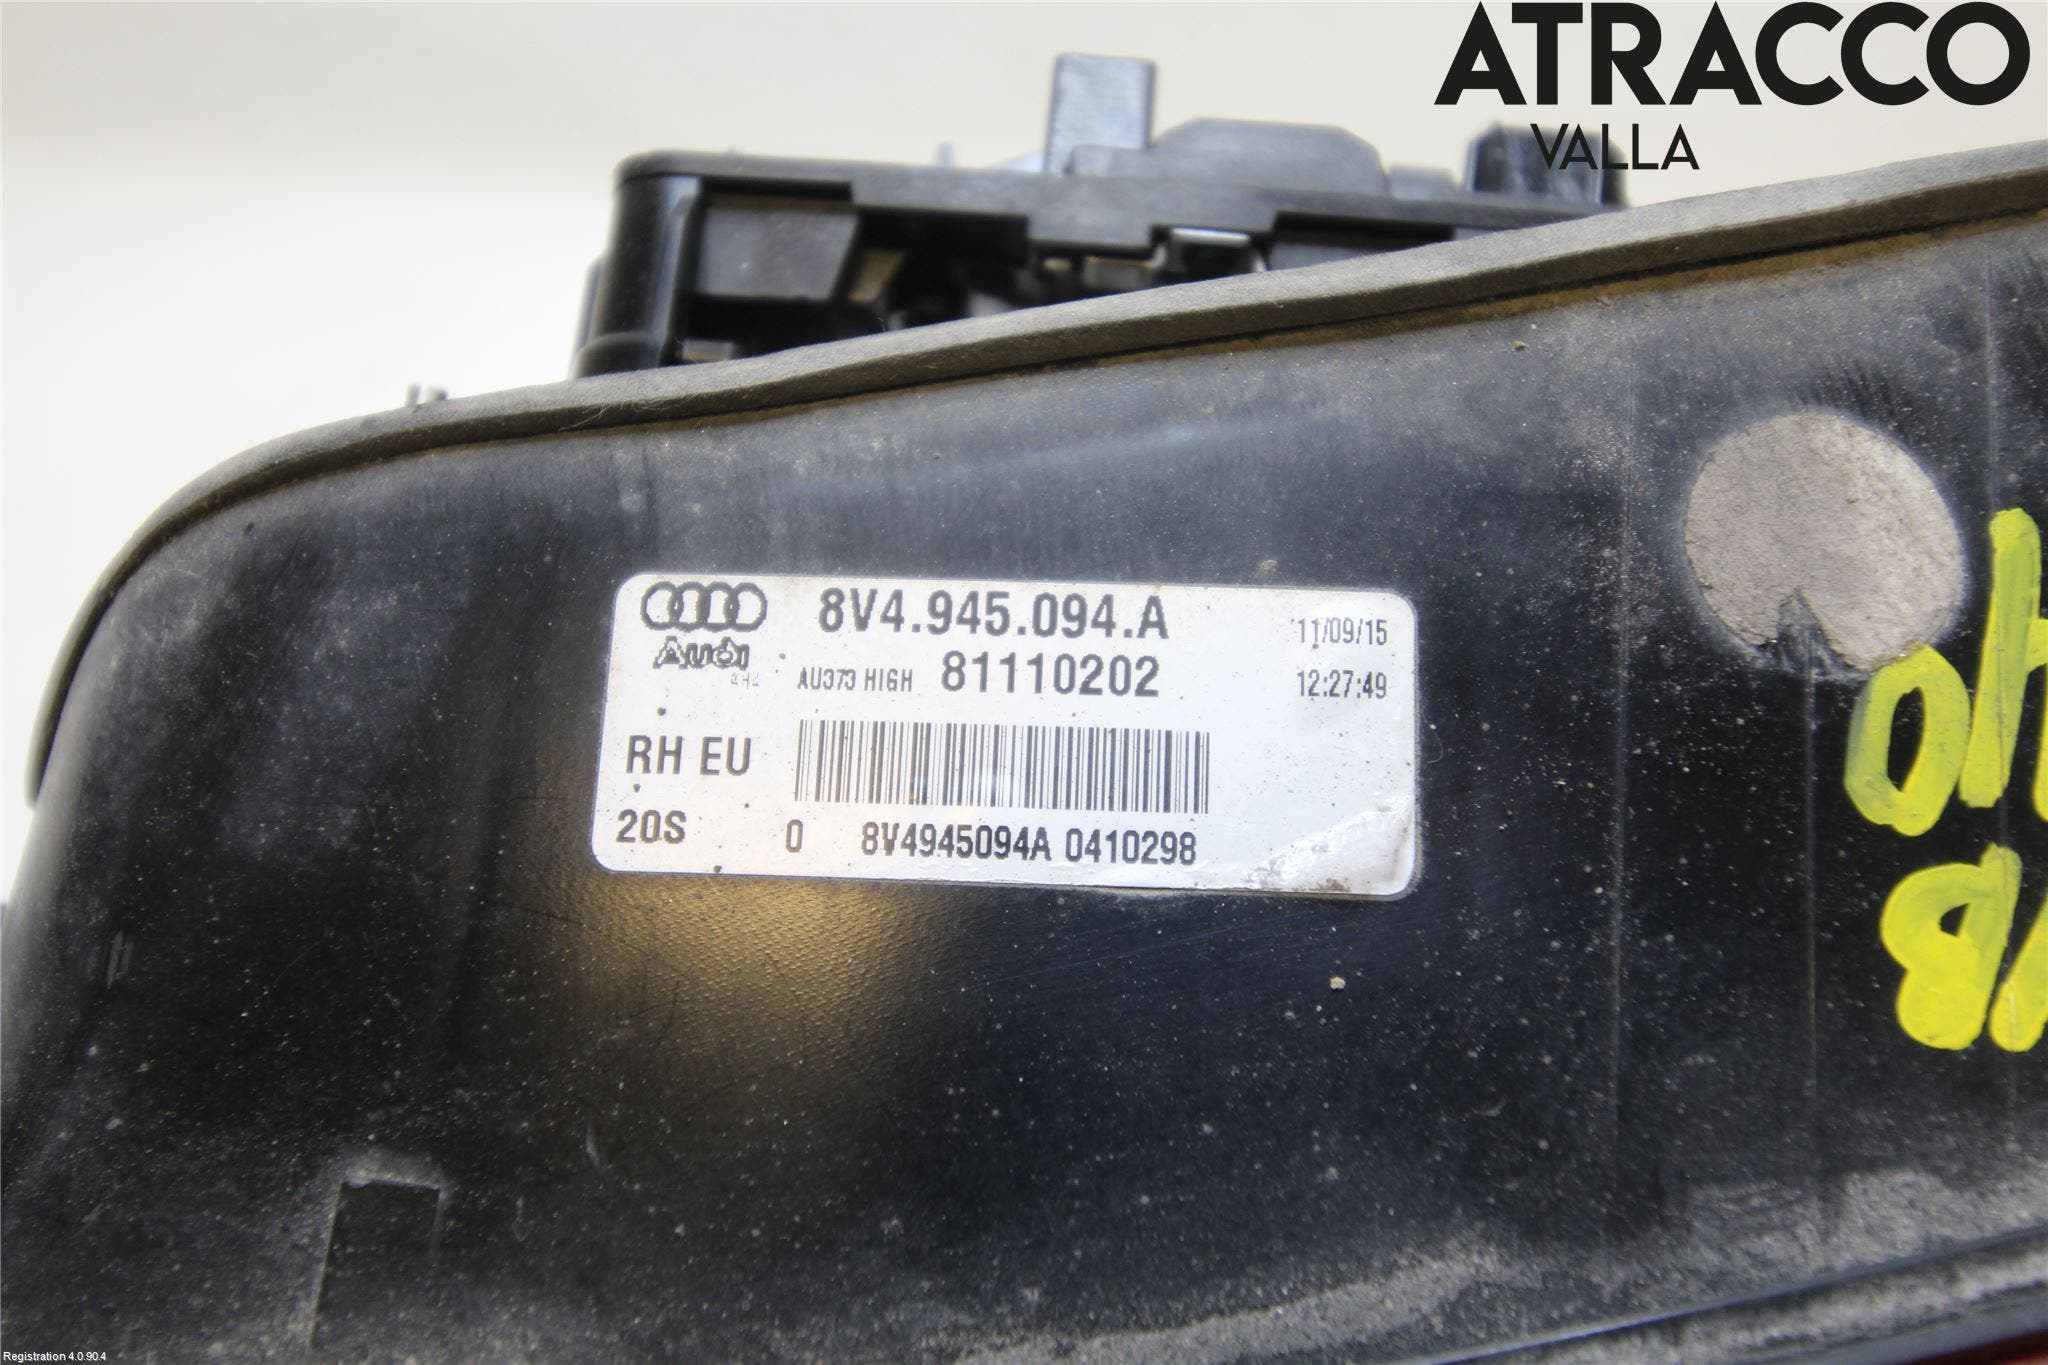 ATRACCO
VALLA
8V4.945.094.A
11/09/15
Audi
AU373 HIGH 81110202
12:27:49
RH EU
20S
0 8V4945094A 0410298
Registration 4.0.90.4